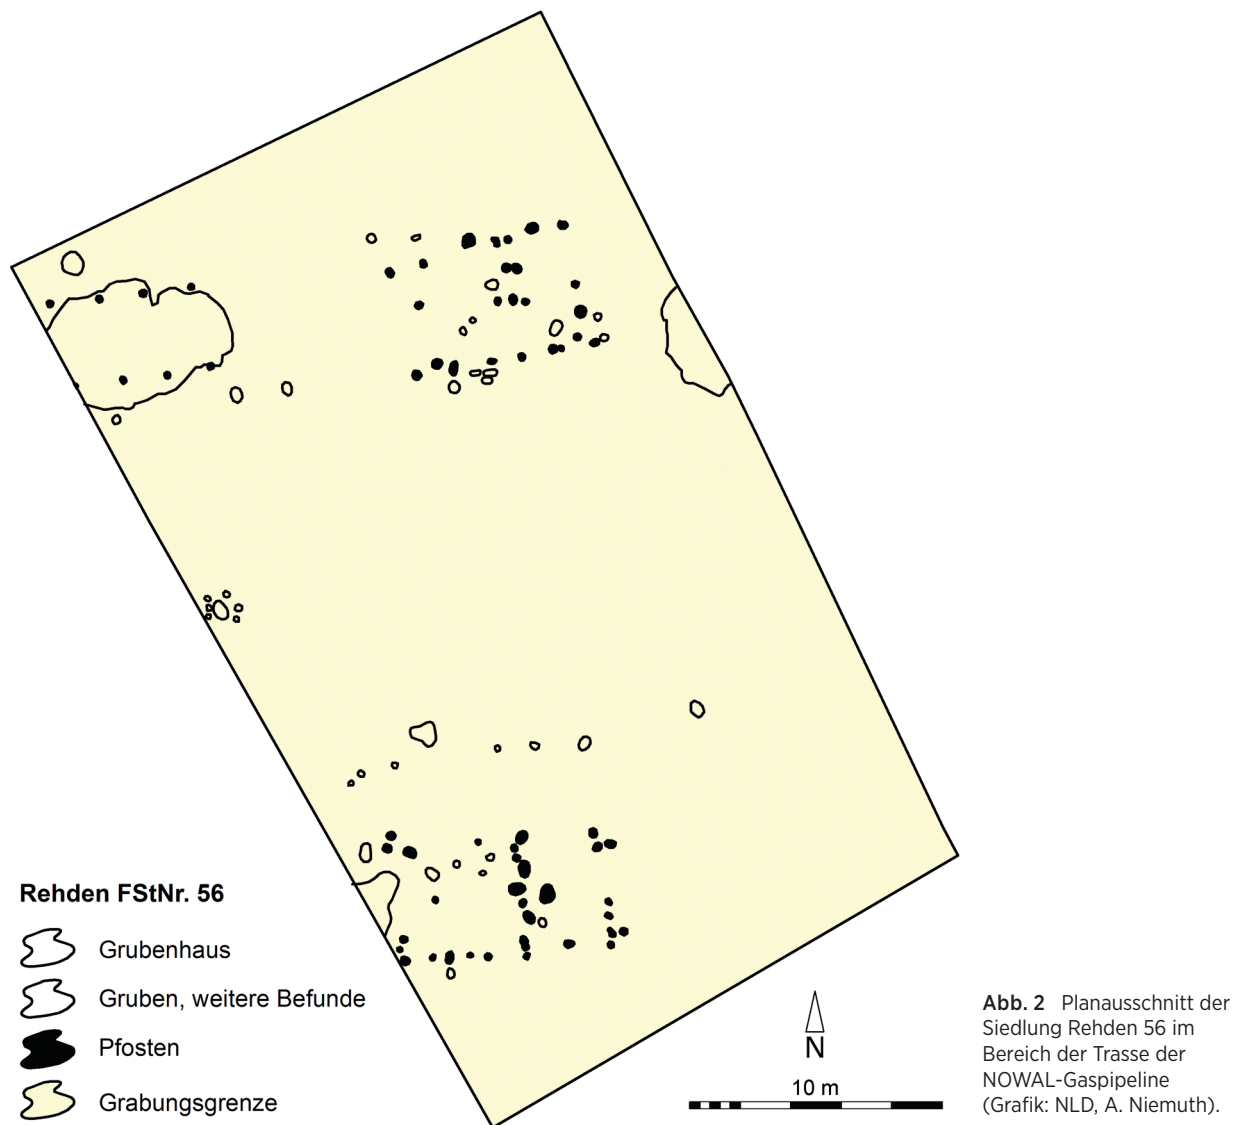 Rehden FStNr. 56
Grubenhaus
Gruben, weitere Befunde
Pfosten
Grabungsgrenze
N
10 m
Abb. 2 Planausschnitt der
Siedlung Rehden 56 im
Bereich der Trasse der
NOWAL-Gaspipeline
(Grafik: NLD, A. Niemuth).